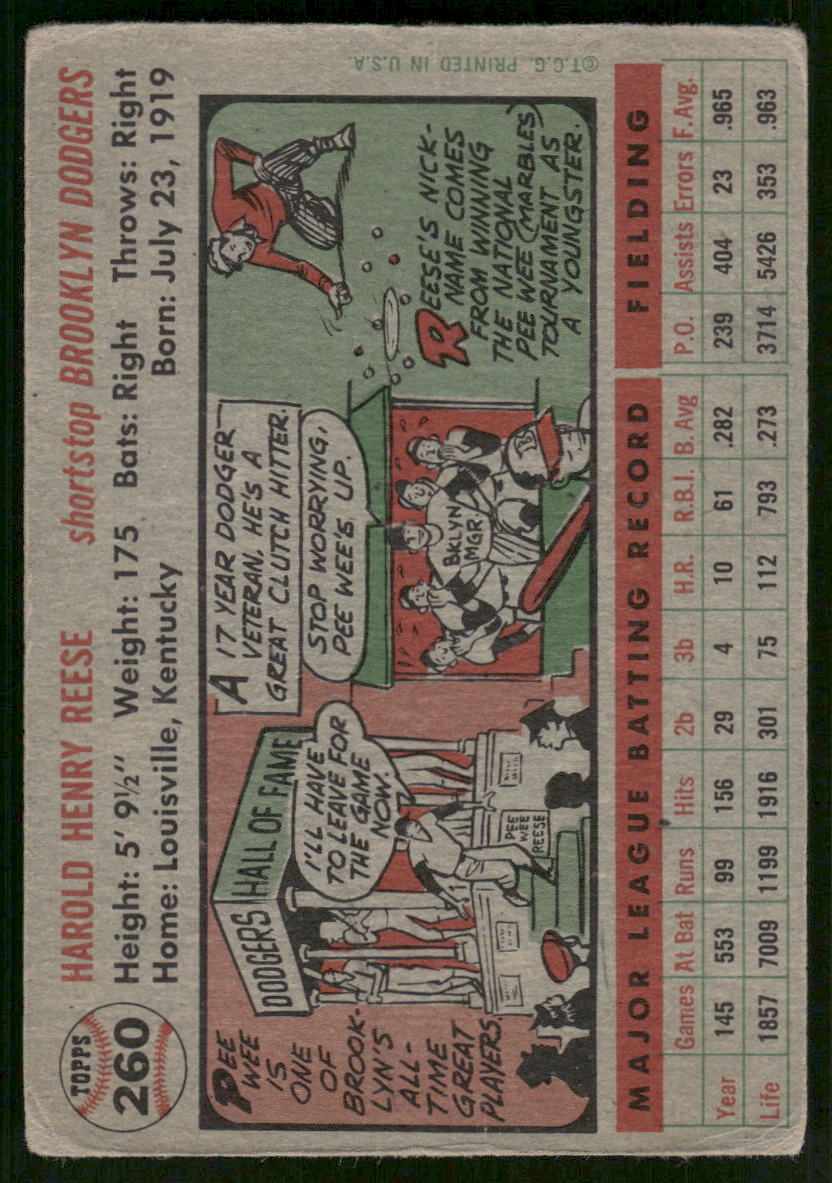 TOPPS
260
HAROLD HENRY REESE shortstop BROOKLYN DODGERS
Height: 5' 9½" Weight: 175 Bats: Right Throws: Right
Home: Louisville, Kentucky Born: July 23, 1919
PEE
WEE
IS
ONE
OF
BROOK-
LYN'S
ALL-
TIME
GREAT
PLAYERS
DODGERS HALL OF FAME
I'LL HAVE
TO LEAVE FOR
THE GAME
NOW.
PEE
WEE
REESE
A 17 YEAR DODGER
VETERAN. HE'S A
GREAT CLUTCH HITTER.
STOP WORRYING,
PEE WEE'S UP.
BKLYN
MGR
B
REESE'S NICK-
NAME COMES
FROM WINNING
THE NATIONAL
PEE WEE (MARBLES)
TOURNAMENT AS
A YOUNGSTER.
©T.C.G. PRINTED IN U.S.A.
MAJOR LEAGUE BATTING RECORD FIELDING
Games At Bat Runs Hits 2b 3b H.R. R.B.I. B. Avg P.O. Assists Errors F. Avg.
Year 145 553 99 156 29 4 10 61 .282 239 404 23 .965
Life 1857 7009 1199 1916 301 75 112 793 .273 3714 5426 353 .963